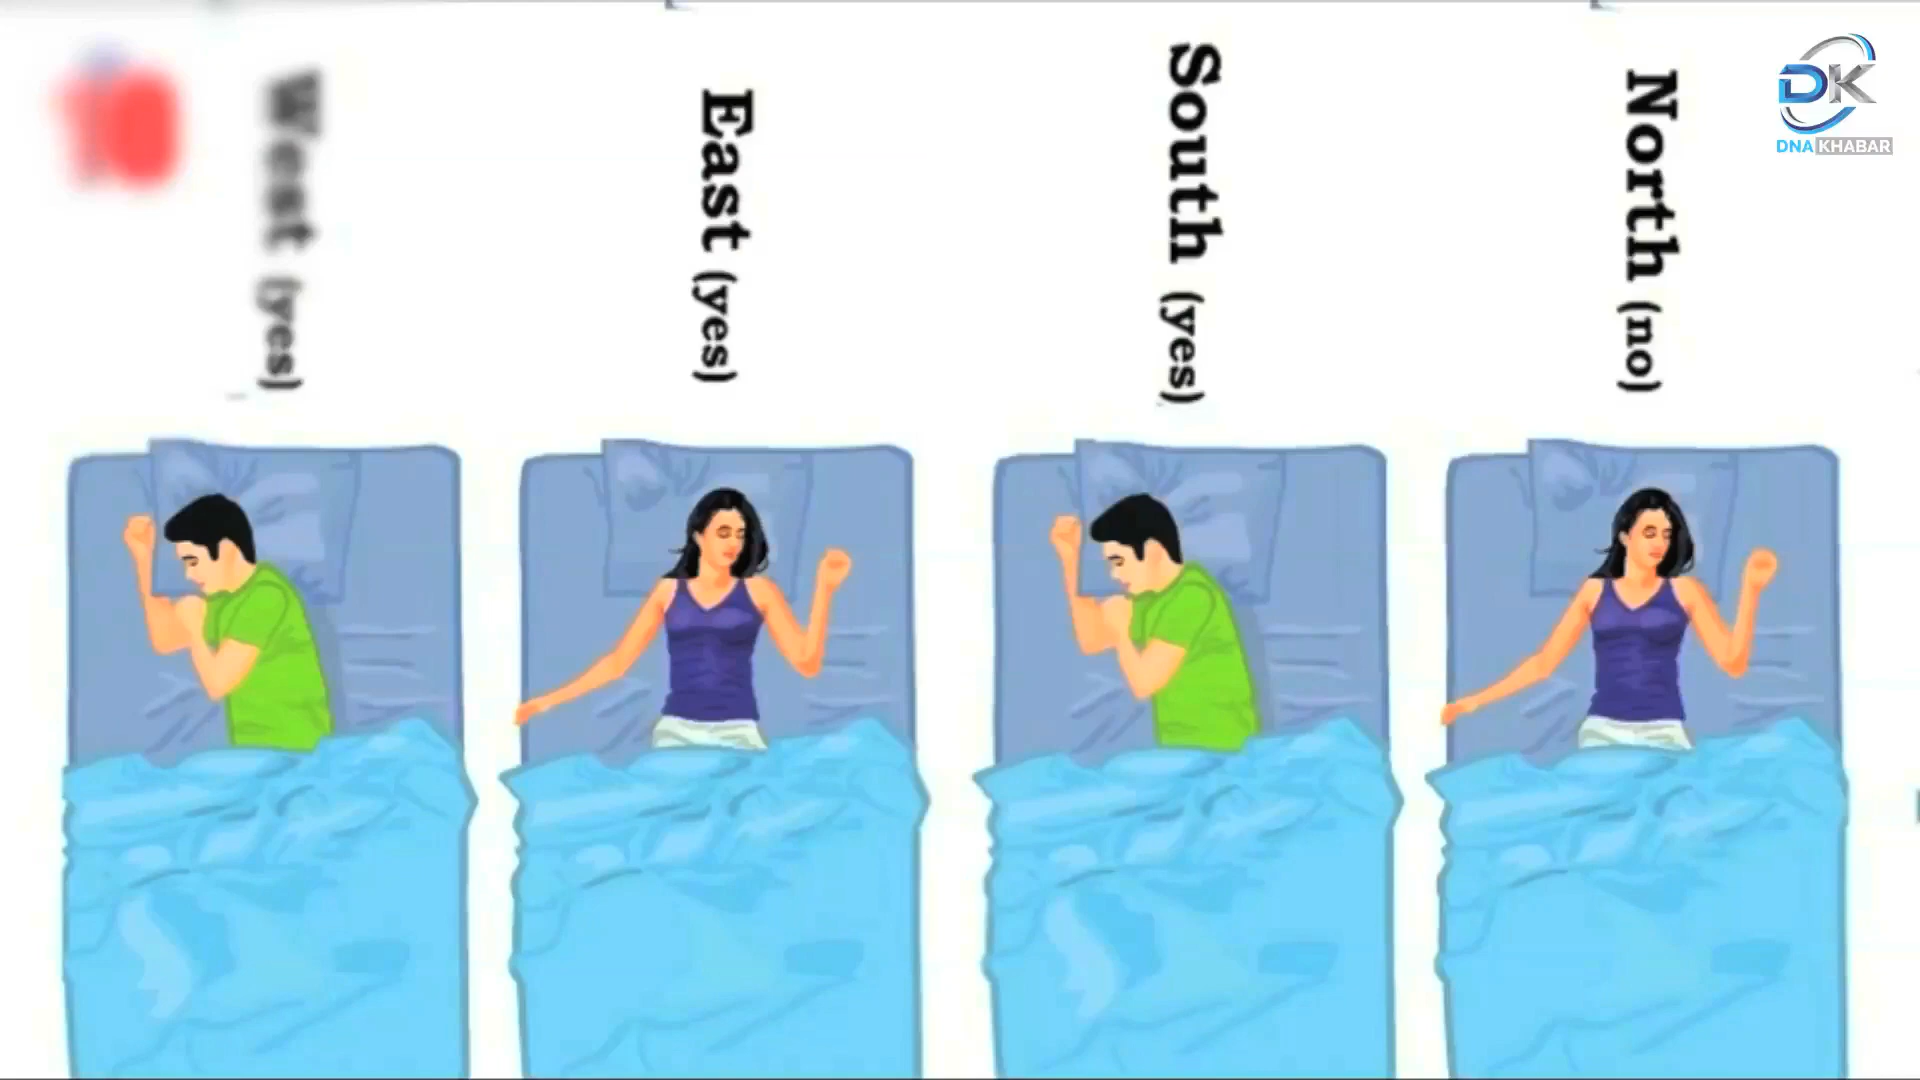 West (yes)
East (yes)
South (yes)
North (no)
DK
DNA KHABAR